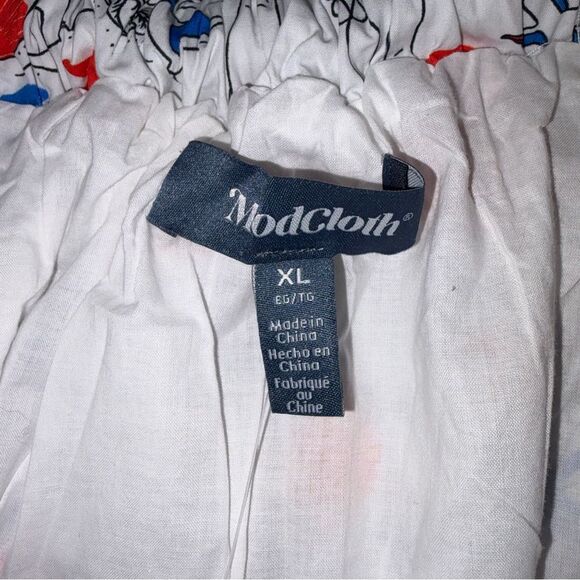 ModCloth®
XL
EG/TG
Made in
China
Hecho en
China
Fabriqué
au
Chine